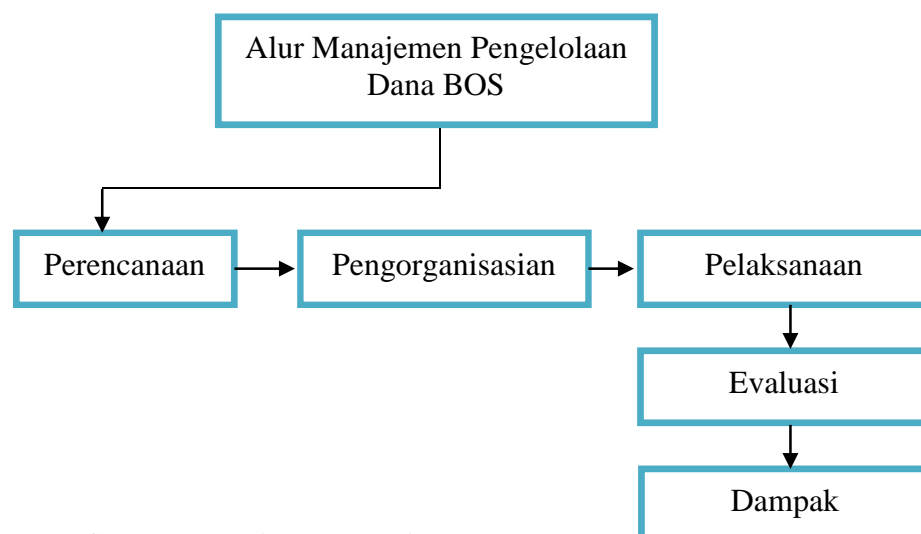 Alur Manajemen Pengelolaan
Dana BOS
Perencanaan
Pengorganisasian
Pelaksanaan
Evaluasi
Dampak